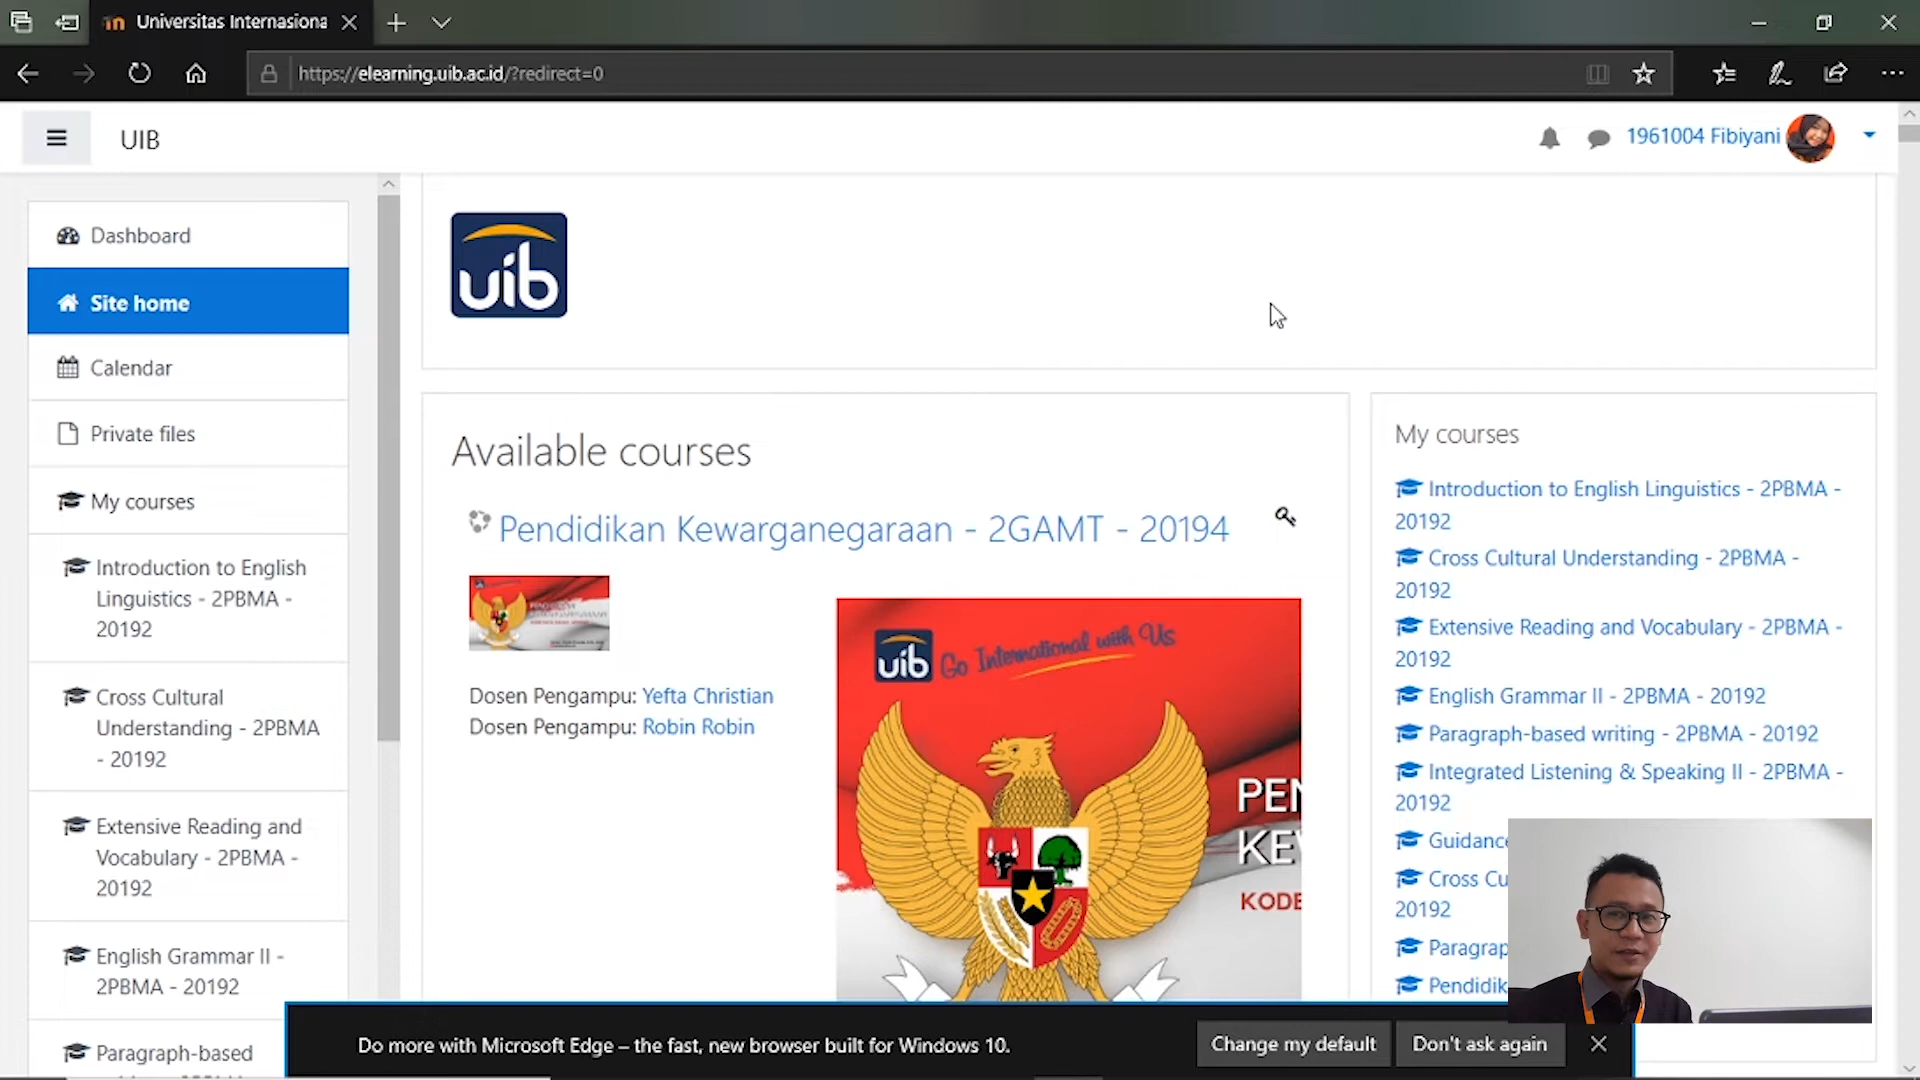 Universitas Internasiona
https://elearning.uib.ac.id/?redirect=0
UIB
1961004 Fibiyani
Dashboard
Site home
Calendar
Private files
My courses
Introduction to English
Linguistics - 2PBMA -
20192
Cross Cultural
Understanding - 2PBMA
- 20192
Extensive Reading and
Vocabulary - 2PBMA -
20192
English Grammar II -
2PBMA - 20192
Paragraph-based
uib
Available courses
Pendidikan Kewarganegaraan - 2GAMT - 20194
Dosen Pengampu: Yefta Christian
Dosen Pengampu: Robin Robin
uib Go International with Us
PEN
KEW
KODE
My courses
Introduction to English Linguistics - 2PBMA -
20192
Cross Cultural Understanding - 2PBMA -
20192
Extensive Reading and Vocabulary - 2PBMA -
20192
English Grammar II - 2PBMA - 20192
Paragraph-based writing - 2PBMA - 20192
Integrated Listening & Speaking II - 2PBMA -
20192
Guidance
Cross Cu
20192
Paragrap
Pendidik
Do more with Microsoft Edge – the fast, new browser built for Windows 10.
Change my default
Don't ask again